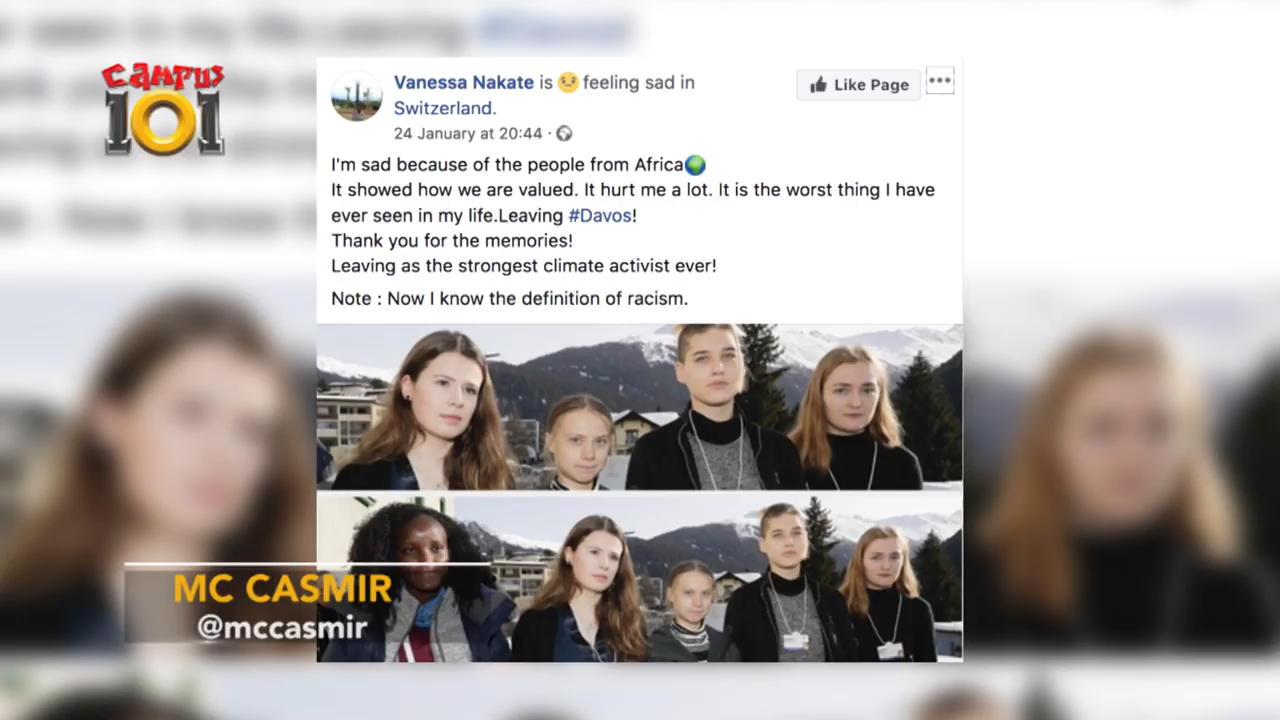 CAMPUS
101
Vanessa Nakate is 😟 feeling sad in
Switzerland.
24 January at 20:44 ·
Like Page
I'm sad because of the people from Africa🌍
It showed how we are valued. It hurt me a lot. It is the worst thing I have
ever seen in my life.Leaving #Davos!
Thank you for the memories!
Leaving as the strongest climate activist ever!
Note : Now I know the definition of racism.
MC CASMIR
@mccasmir